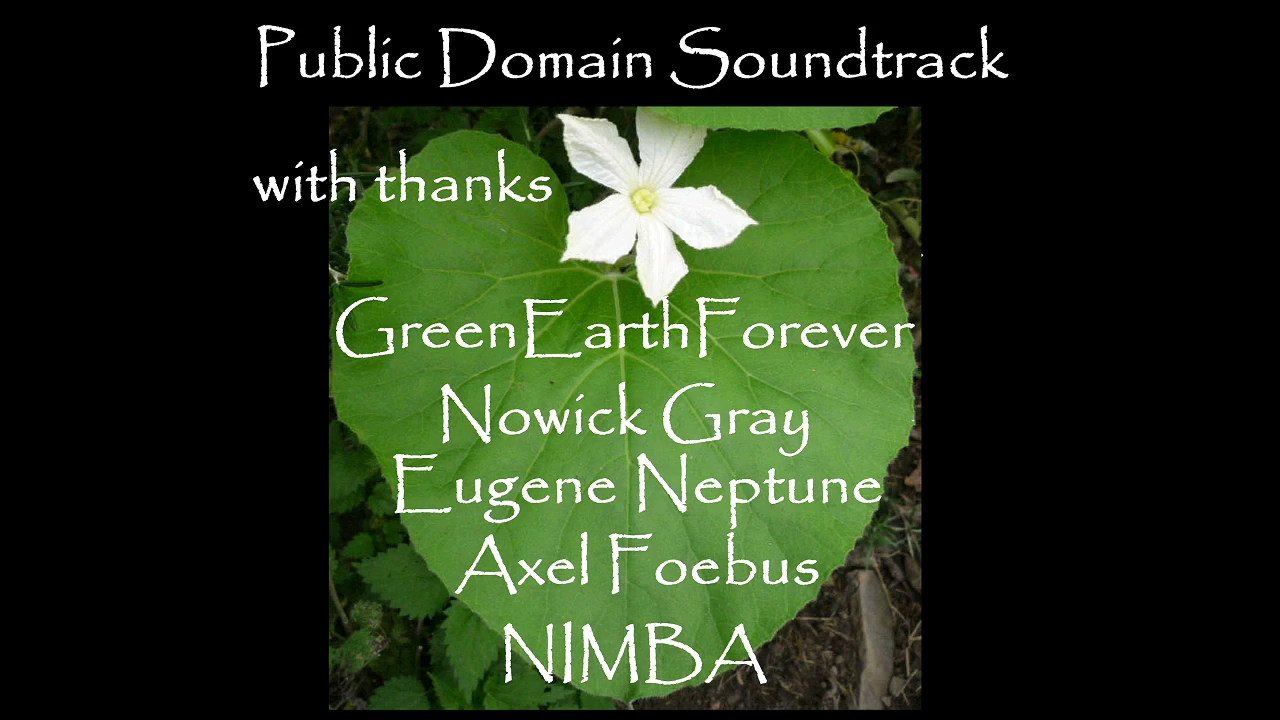 Public Domain Soundtrack
with thanks
GreenEarthForever
Nowick Gray
Eugene Neptune
Axel Foebus
NIMBA